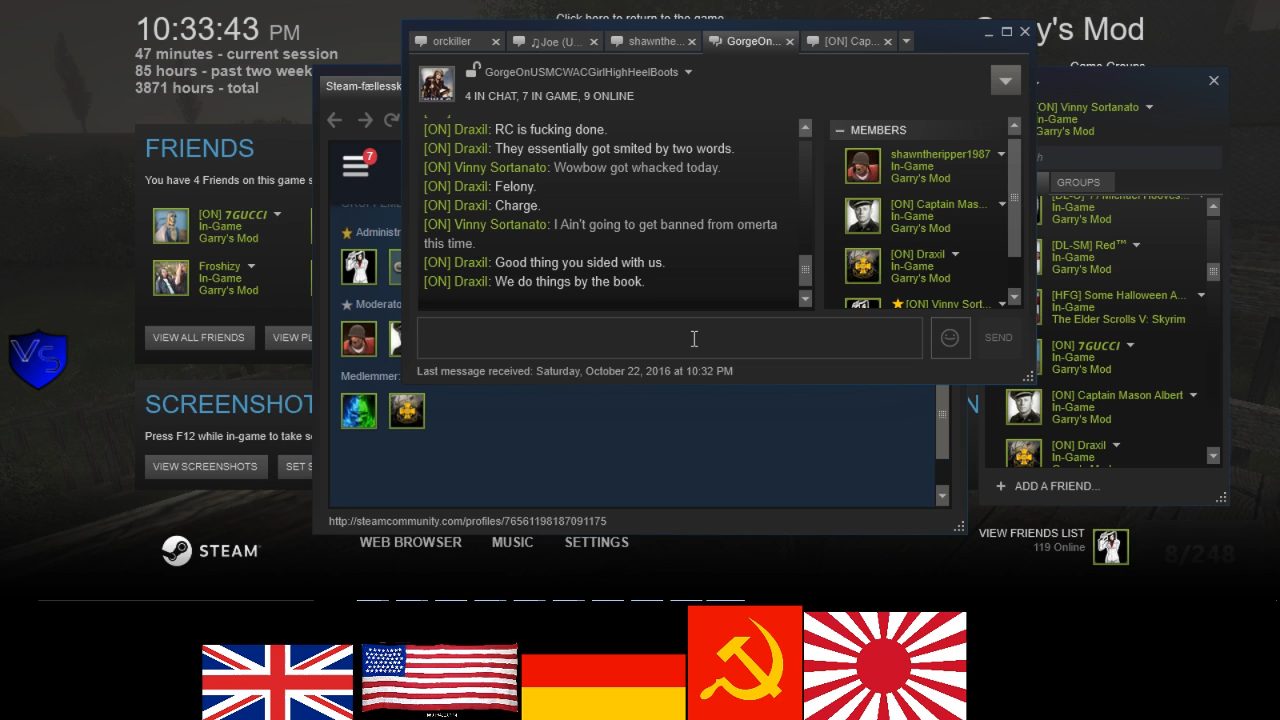 10:33:43 PM
47 minutes - current session
85 hours - past two week
3871 hours - total
Click here to return to the game
y's Mod
Game Groups
orckiller
♫Joe (U...
shawnthe...
GorgeOn...
[ON] Cap...
GorgeOnUSMCWACGirlHighHeelBoots
4 IN CHAT, 7 IN GAME, 9 ONLINE
[ON] Draxil: RC is fucking done.
[ON] Draxil: They essentially got smited by two words.
[ON] Vinny Sortanato: Wowbow got whacked today.
[ON] Draxil: Felony.
[ON] Draxil: Charge.
[ON] Vinny Sortanato: I Ain't going to get banned from omerta
this time.
[ON] Draxil: Good thing you sided with us.
[ON] Draxil: We do things by the book.
MEMBERS
shawntheripper1987
In-Game
Garry's Mod
[ON] Captain Mas...
In-Game
Garry's Mod
[ON] Draxil
In-Game
Garry's Mod
[ON] Vinny Sort...
SEND
Last message received: Saturday, October 22, 2016 at 10:32 PM
Steam-fællessk
7
Administr
Moderato
Medlemmer:
http://steamcommunity.com/profiles/76561198187091175
FRIENDS
You have 4 Friends on this game s
[ON] 7GUCCI
In-Game
Garry's Mod
Froshizy
In-Game
Garry's Mod
VIEW ALL FRIENDS
VIEW PL
VS
SCREENSHOT
Press F12 while in-game to take s
VIEW SCREENSHOTS
SET S
[ON] Vinny Sortanato
In-Game
Garry's Mod
h
GROUPS
In-Game
Garry's Mod
[DL-SM] Red™
In-Game
Garry's Mod
[HFG] Some Halloween A...
In-Game
The Elder Scrolls V: Skyrim
[ON] 7GUCCI
In-Game
Garry's Mod
[ON] Captain Mason Albert
In-Game
Garry's Mod
[ON] Draxil
In-Game
N
+ ADD A FRIEND...
STEAM
WEB BROWSER
MUSIC
SETTINGS
VIEW FRIENDS LIST
119 Online
8/248